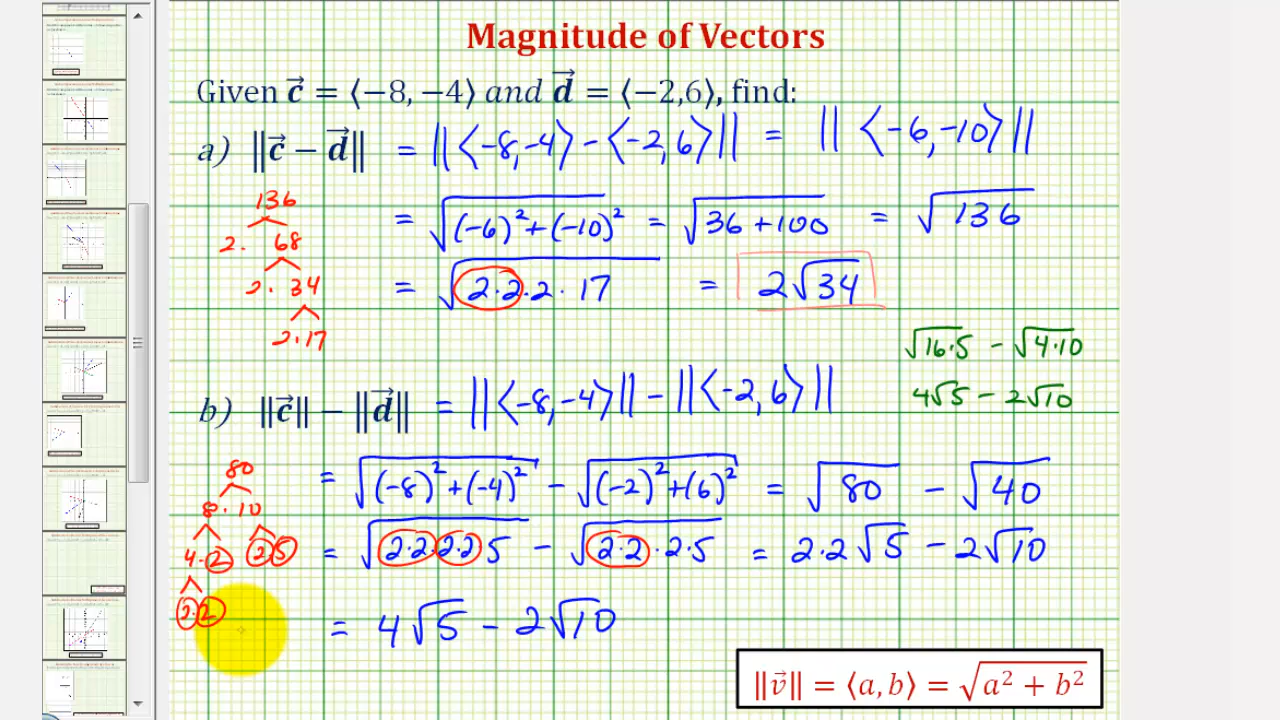 Magnitude of Vectors
Given c⃗ = ⟨−8, −4⟩ and d⃗ = ⟨−2,6⟩, find:
a) ‖c⃗ − d⃗‖ = ||⟨-8,-4⟩ - ⟨-2,6⟩|| = ||⟨-6,-10⟩||
= √((-6)² + (-10)²) = √(36 + 100) = √136
= √(2·2·2·17) = 2√34
136
2· 68
2· 34
2·17
√(16·5) - √(4·10)
4√5 - 2√10
b) ‖c⃗‖ − ‖d⃗‖ = ||⟨-8,-4⟩|| - ||⟨-2,6⟩||
= √((-8)² + (-4)²) - √((-2)² + (6)²) = √80 - √40
= √(2·2·2·2·5) - √(2·2·2·5) = 2·2√5 - 2√10
= 4√5 - 2√10
80
8·10
4·2 2·5
2·2
‖v⃗‖ = ⟨a, b⟩ = √(a² + b²)